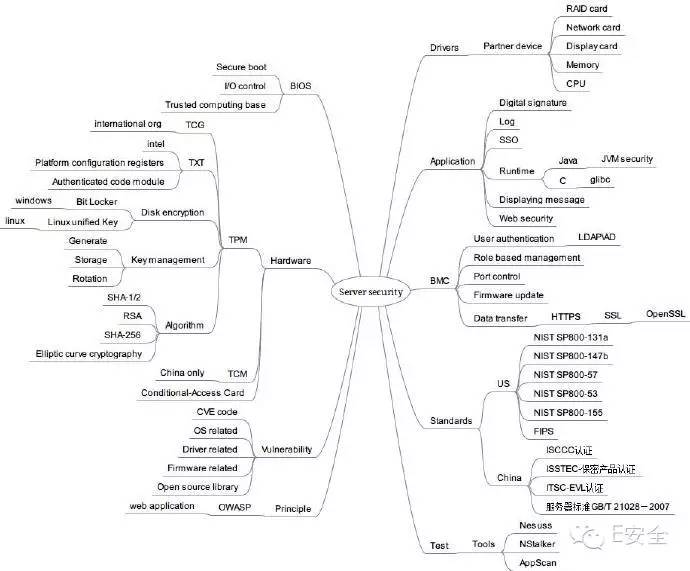 Server security
Drivers
Partner device
RAID card
Network card
Display card
Memory
CPU
Application
Digital signature
Log
SSO
Runtime
Java
JVM security
C
glibc
Displaying message
Web security
BMC
User authentication
LDAP\AD
Role based management
Port control
Firmware update
Data transfer
HTTPS
SSL
OpenSSL
Standards
US
NIST SP800-131a
NIST SP800-147b
NIST SP800-57
NIST SP800-53
NIST SP800-155
FIPS
China
ISCCC认证
ISSTEC-保密产品认证
ITSC-EVL认证
服务器标准GB/T 21028－2007
Test
Tools
Nesuss
NStalker
AppScan
BIOS
Secure boot
I/O control
Trusted computing base
Hardware
TPM
TCG
international org
TXT
intel
Platform configuration registers
Authenticated code module
Disk encryption
Bit Locker
windows
Linux unified Key
linux
Key management
Generate
Storage
Rotation
Algorithm
SHA-1/2
RSA
SHA-256
Elliptic curve cryptography
TCM
China only
Conditional-Access Card
Vulnerability
CVE code
OS related
Driver related
Firmware related
Open source library
Principle
OWASP
web application
E安全